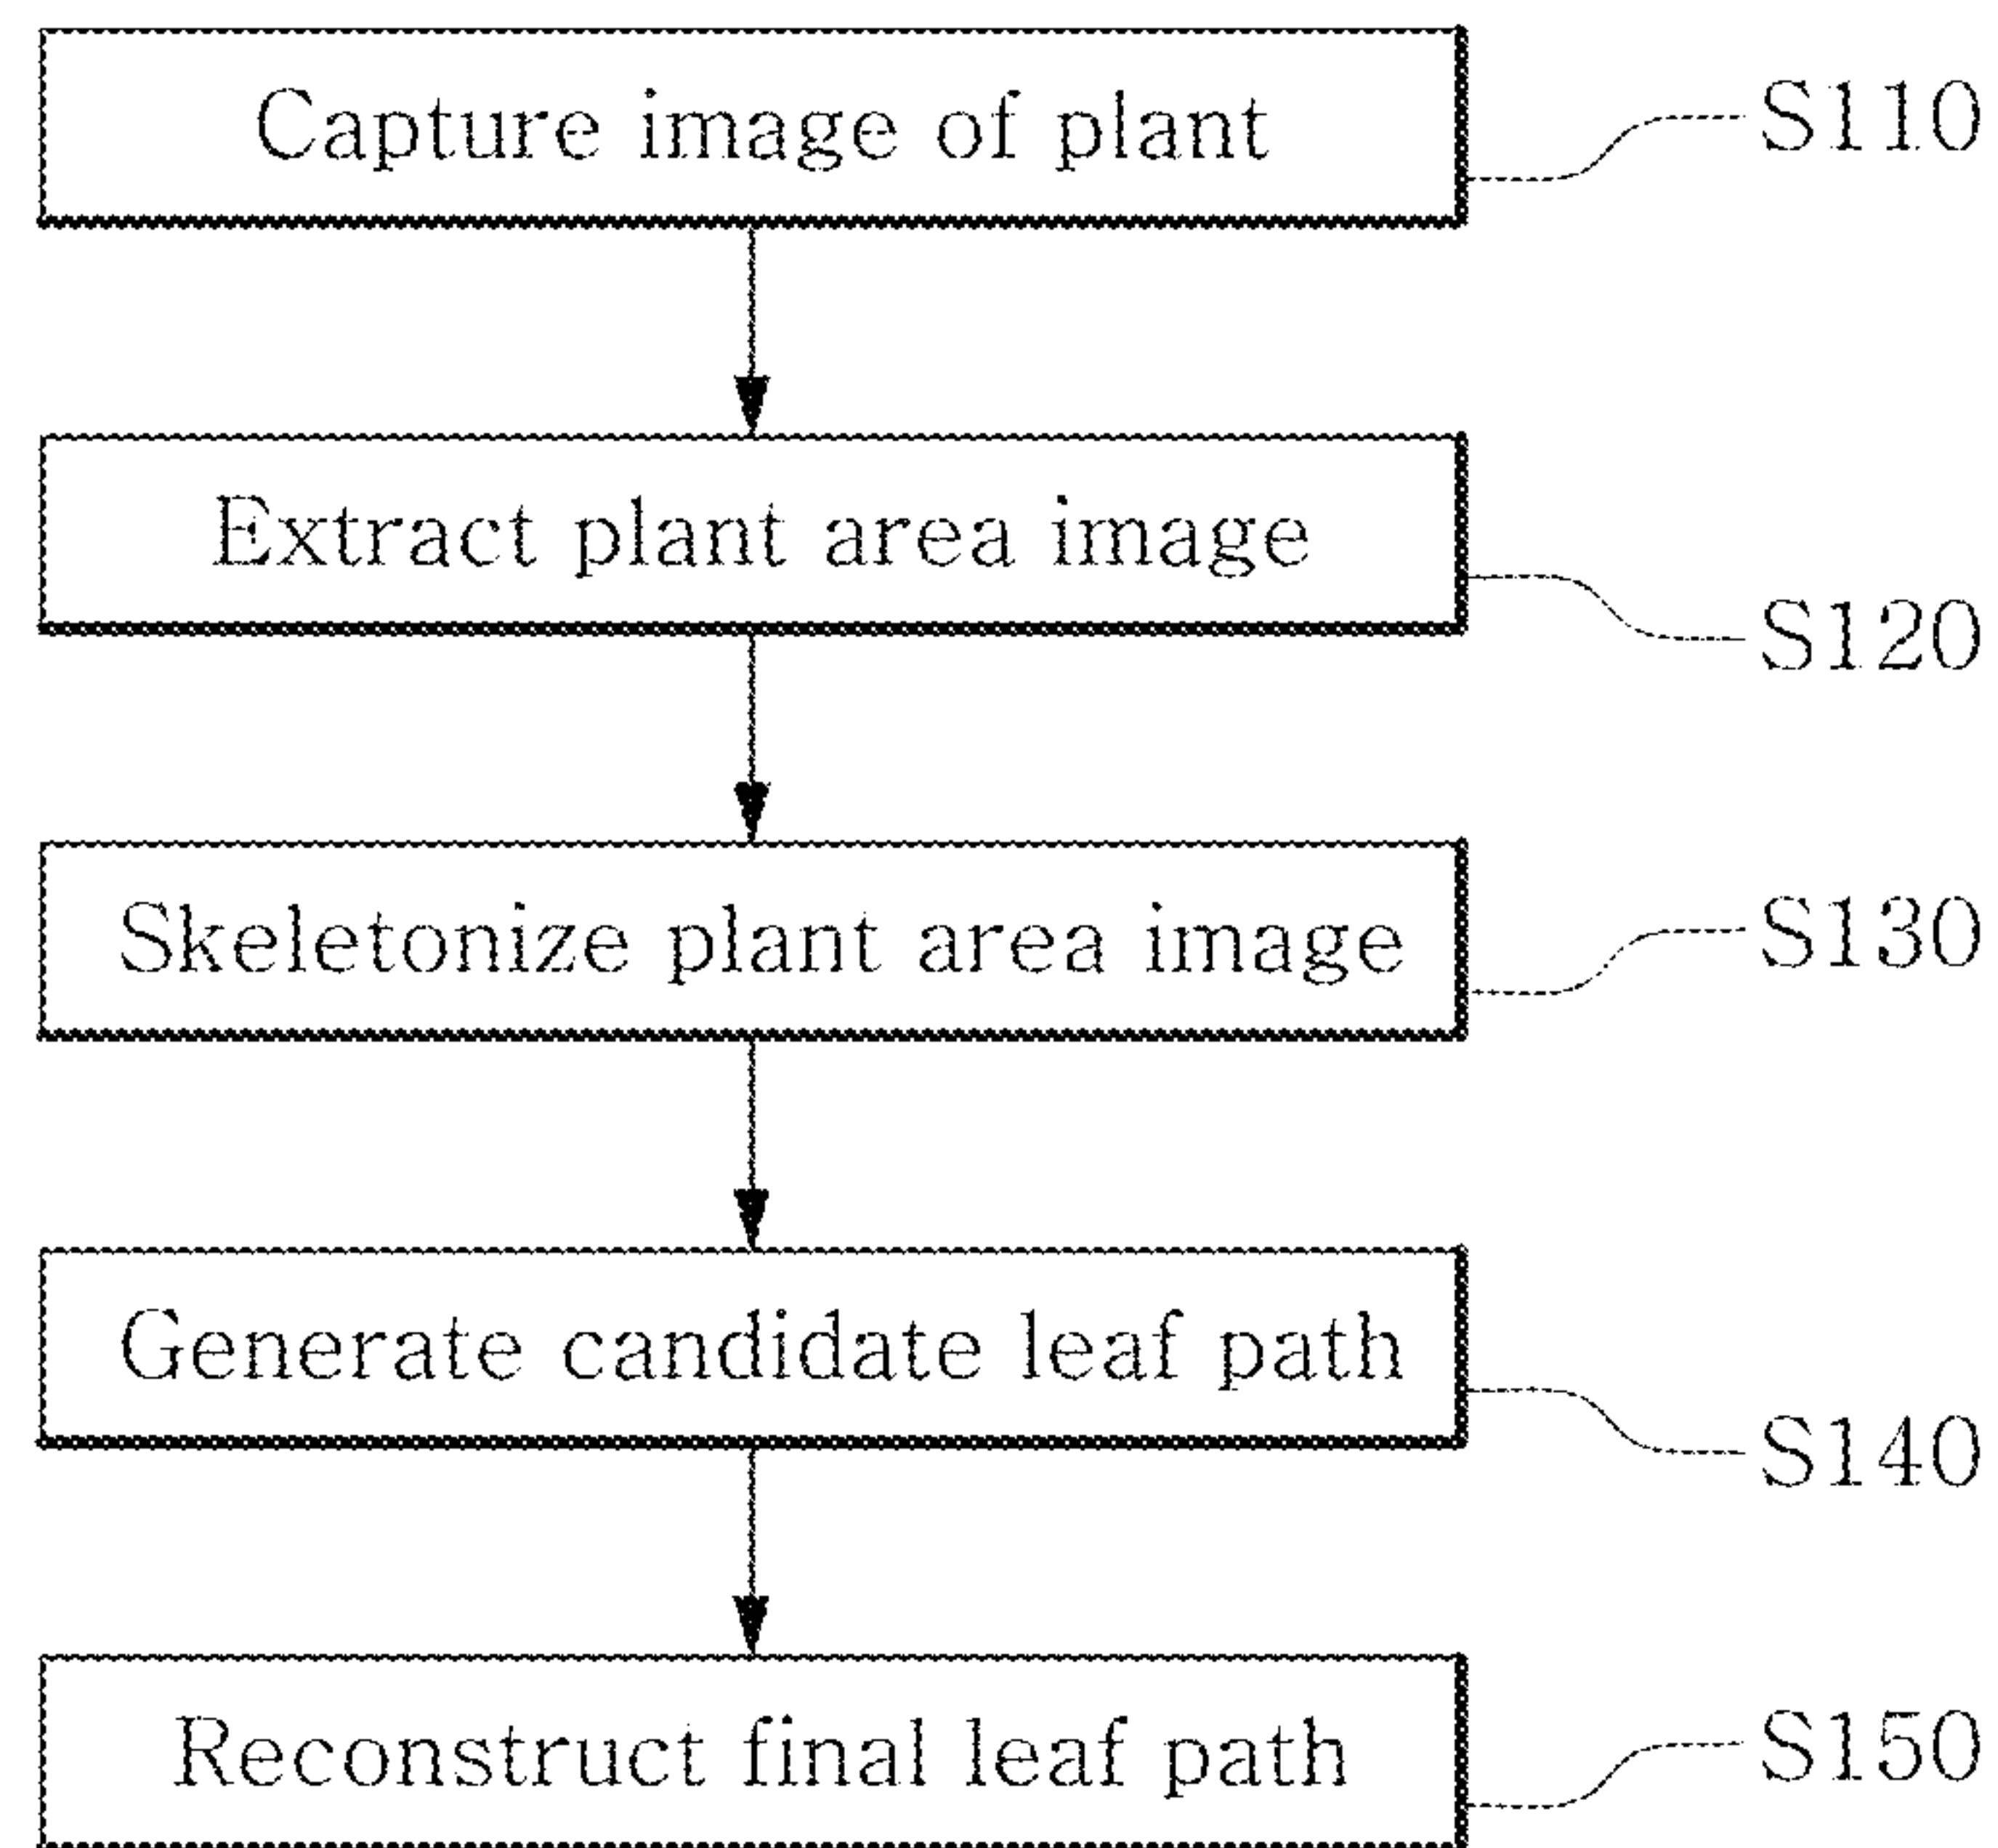 Capture image of plant
S110
Extract plant area image
S120
Skeletonize plant area image
S130
Generate candidate leaf path
S140
Reconstruct final leaf path
S150